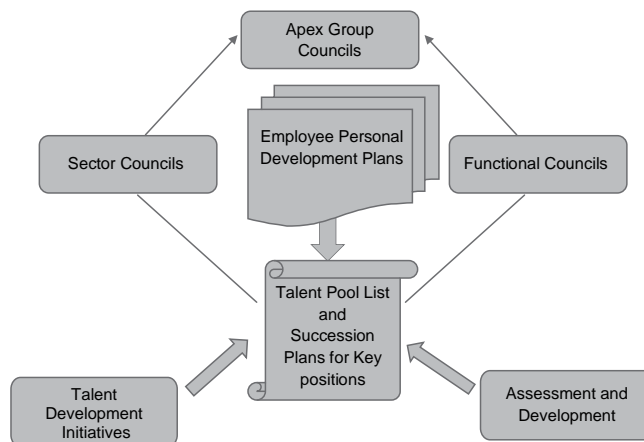 Apex Group
Councils
Employee Personal
Development Plans
Sector Councils
Functional Councils
Talent Pool List
and
Succession
Plans for Key
positions
Talent
Development
Initiatives
Assessment and
Development